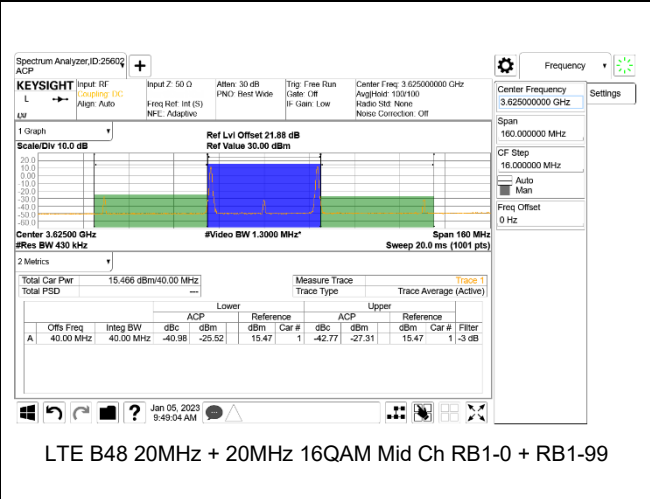 Spectrum Analyzer,ID:25602
ACP
Frequency
KEYSIGHT
L
Input: RF
Coupling: DC
Align: Auto
Input Z: 50 Ω
Freq Ref: Int (S)
NFE: Adaptive
Atten: 30 dB
PNO: Best Wide
Trig: Free Run
Gate: Off
IF Gain: Low
Center Freq: 3.625000000 GHz
Avg|Hold: 100/100
Radio Std: None
Noise Correction: Off
Center Frequency
3.625000000 GHz
Settings
Span
160.000000 MHz
CF Step
16.000000 MHz
Auto
Man
Freq Offset
0 Hz
1 Graph
Scale/Div 10.0 dB
Ref Lvl Offset 21.88 dB
Ref Value 30.00 dBm
20.0
10.0
0.00
-10.0
-20.0
-30.0
-40.0
-50.0
-60.0
Center 3.62500 GHz
#Res BW 430 kHz
#Video BW 1.3000 MHz*
Span 160 MHz
Sweep 20.0 ms (1001 pts)
2 Metrics
Total Car Pwr 15.466 dBm/40.00 MHz
Total PSD ---
Measure Trace Trace 1
Trace Type Trace Average (Active)
Lower Upper
ACP Reference ACP Reference
Offs Freq Integ BW dBc dBm dBm Car # dBc dBm dBm Car # Filter
A 40.00 MHz 40.00 MHz -40.98 -25.52 15.47 1 -42.77 -27.31 15.47 1 -3 dB
?
Jan 05, 2023
9:49:04 AM
LTE B48 20MHz + 20MHz 16QAM Mid Ch RB1-0 + RB1-99